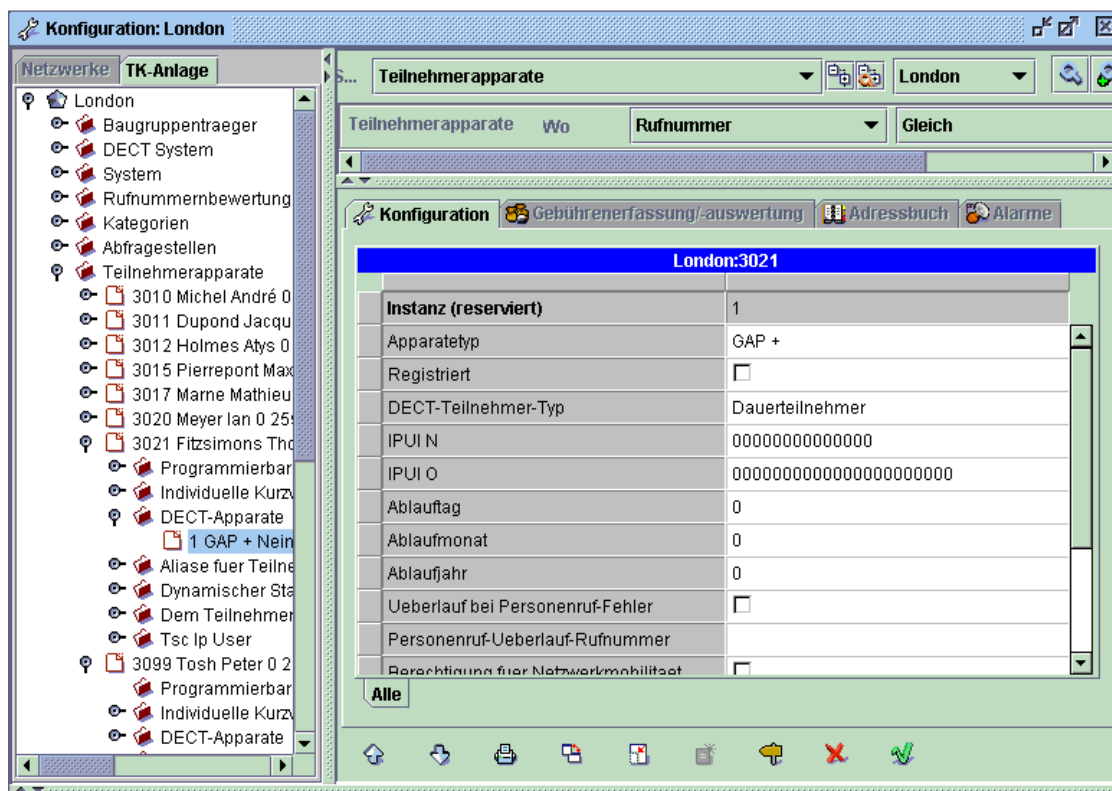 Konfiguration: London
Netzwerke TK-Anlage
London
Baugruppentraeger
DECT System
System
Rufnummernbewertung
Kategorien
Abfragestellen
Teilnehmerapparate
3010 Michel André 0
3011 Dupond Jacqu
3012 Holmes Atys 0
3015 Pierrepont Max
3017 Marne Mathieu
3020 Meyer Ian 0 25
3021 Fitzsimons Tho
Programmierbar
Individuelle Kurzv
DECT-Apparate
1 GAP + Nein
Aliase fuer Teilne
Dynamischer Sta
Dem Teilnehmer
Tsc Ip User
3099 Tosh Peter 0 2
Programmierbar
Individuelle Kurzv
DECT-Apparate
S... Teilnehmerapparate London
Teilnehmerapparate Wo Rufnummer Gleich
Konfiguration Gebührenerfassung/-auswertung Adressbuch Alarme
London:3021
Instanz (reserviert) 1
Apparatetyp GAP +
Registriert
DECT-Teilnehmer-Typ Dauerteilnehmer
IPUI N 00000000000000
IPUI O 0000000000000000000000
Ablauftag 0
Ablaufmonat 0
Ablaufjahr 0
Ueberlauf bei Personenruf-Fehler
Personenruf-Ueberlauf-Rufnummer
Berechtigung fuer Netzwerkmobilitaet
Alle